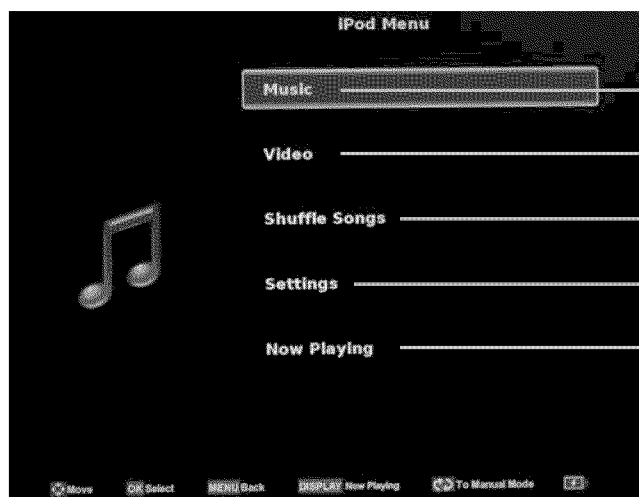 iPod Menu
Music
Video
Shuffle Songs
Settings
Now Playing
Move OK Select MENU Back DISPLAY Now Playing To Manual Mode